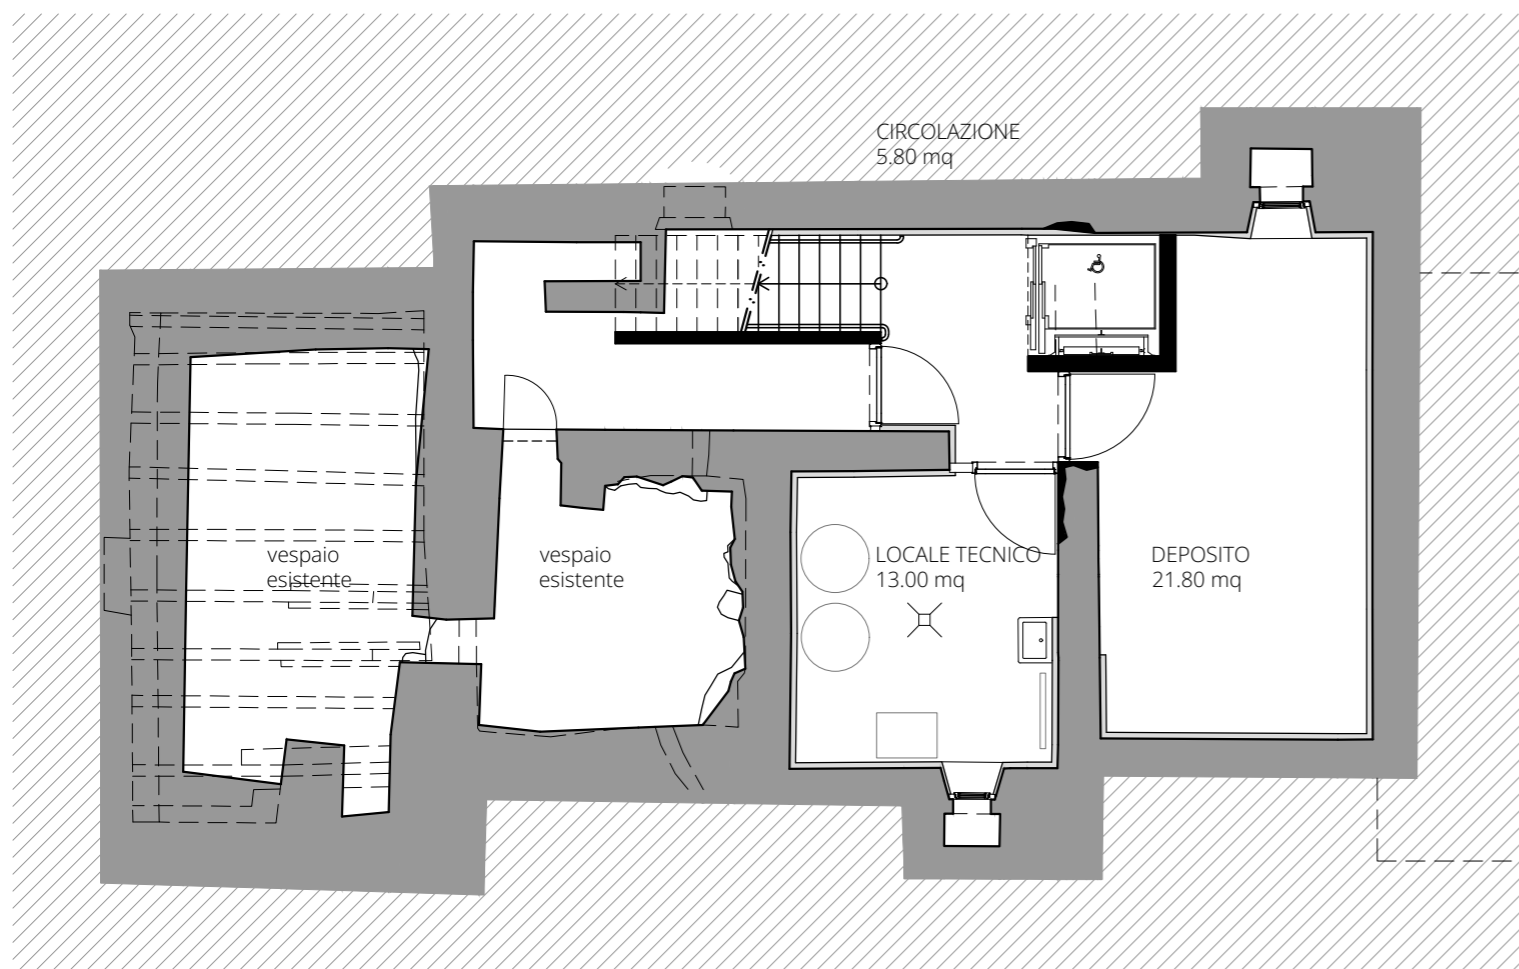 CIRCOLAZIONE
5.80 mq
vespaio
esistente
vespaio
esistente
LOCALE TECNICO
13.00 mq
DEPOSITO
21.80 mq